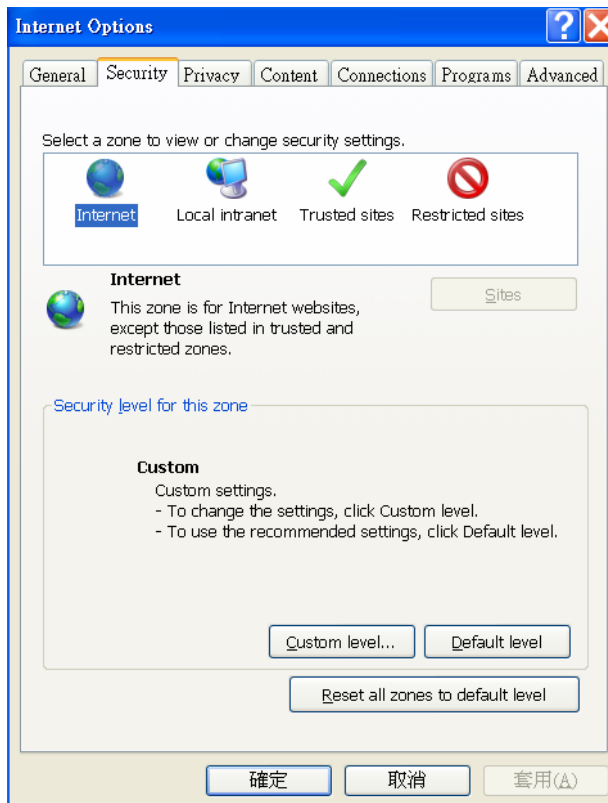 Internet Options
General Security Privacy Content Connections Programs Advanced
Select a zone to view or change security settings.
Internet Local intranet Trusted sites Restricted sites
Internet
Sites
This zone is for Internet websites,
except those listed in trusted and
restricted zones.
Security level for this zone
Custom
Custom settings.
- To change the settings, click Custom level.
- To use the recommended settings, click Default level.
Custom level... Default level
Reset all zones to default level
確定 取消 套用(A)